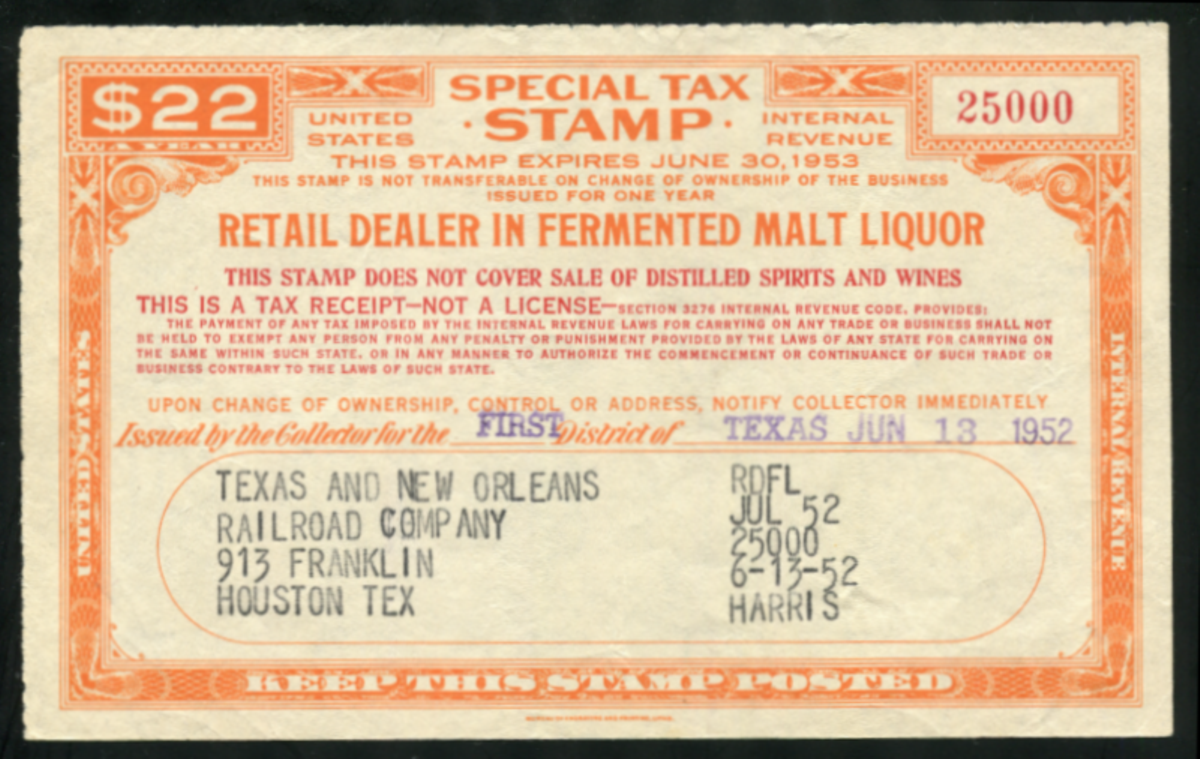 $22
A YEAR
SPECIAL TAX
STAMP
UNITED
STATES
INTERNAL
REVENUE
25000
THIS STAMP EXPIRES JUNE 30, 1953
THIS STAMP IS NOT TRANSFERABLE ON CHANGE OF OWNERSHIP OF THE BUSINESS
ISSUED FOR ONE YEAR
RETAIL DEALER IN FERMENTED MALT LIQUOR
THIS STAMP DOES NOT COVER SALE OF DISTILLED SPIRITS AND WINES
THIS IS A TAX RECEIPT—NOT A LICENSE—SECTION 3276 INTERNAL REVENUE CODE, PROVIDES:
THE PAYMENT OF ANY TAX IMPOSED BY THE INTERNAL REVENUE LAWS FOR CARRYING ON ANY TRADE OR BUSINESS SHALL NOT
BE HELD TO EXEMPT ANY PERSON FROM ANY PENALTY OR PUNISHMENT PROVIDED BY THE LAWS OF ANY STATE FOR CARRYING ON
THE SAME WITHIN SUCH STATE, OR IN ANY MANNER TO AUTHORIZE THE COMMENCEMENT OR CONTINUANCE OF SUCH TRADE OR
BUSINESS CONTRARY TO THE LAWS OF SUCH STATE.
UPON CHANGE OF OWNERSHIP, CONTROL OR ADDRESS, NOTIFY COLLECTOR IMMEDIATELY
Issued by the Collector for the FIRST District of TEXAS JUN 13 1952
TEXAS AND NEW ORLEANS RDFL
RAILROAD COMPANY JUL 52
913 FRANKLIN 25000
HOUSTON TEX 6-13-52
HARRIS
UNITED STATES
INTERNAL REVENUE
KEEP THIS STAMP POSTED